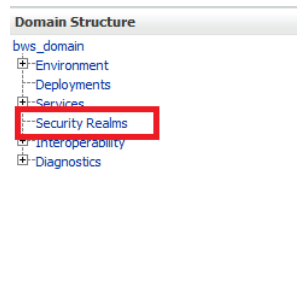 Domain Structure
bws_domain
Environment
Deployments
Services
Security Realms
Interoperability
Diagnostics